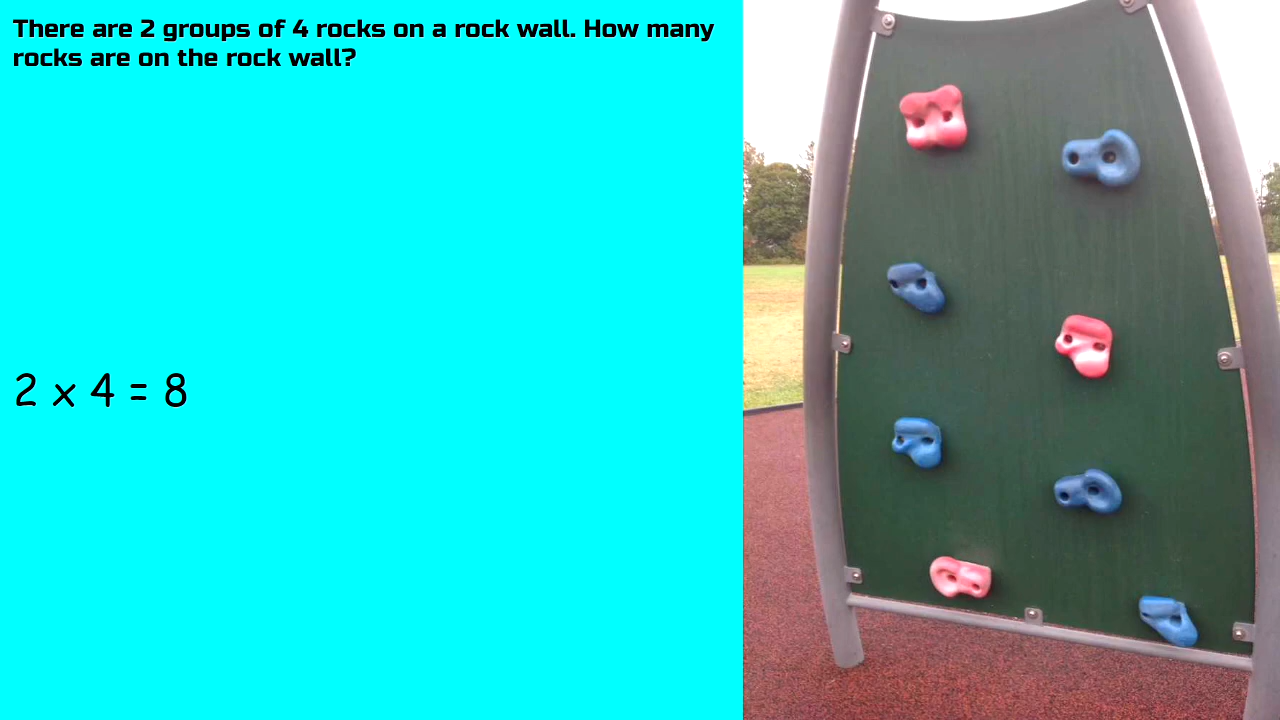 There are 2 groups of 4 rocks on a rock wall. How many
rocks are on the rock wall?
2 x 4 = 8